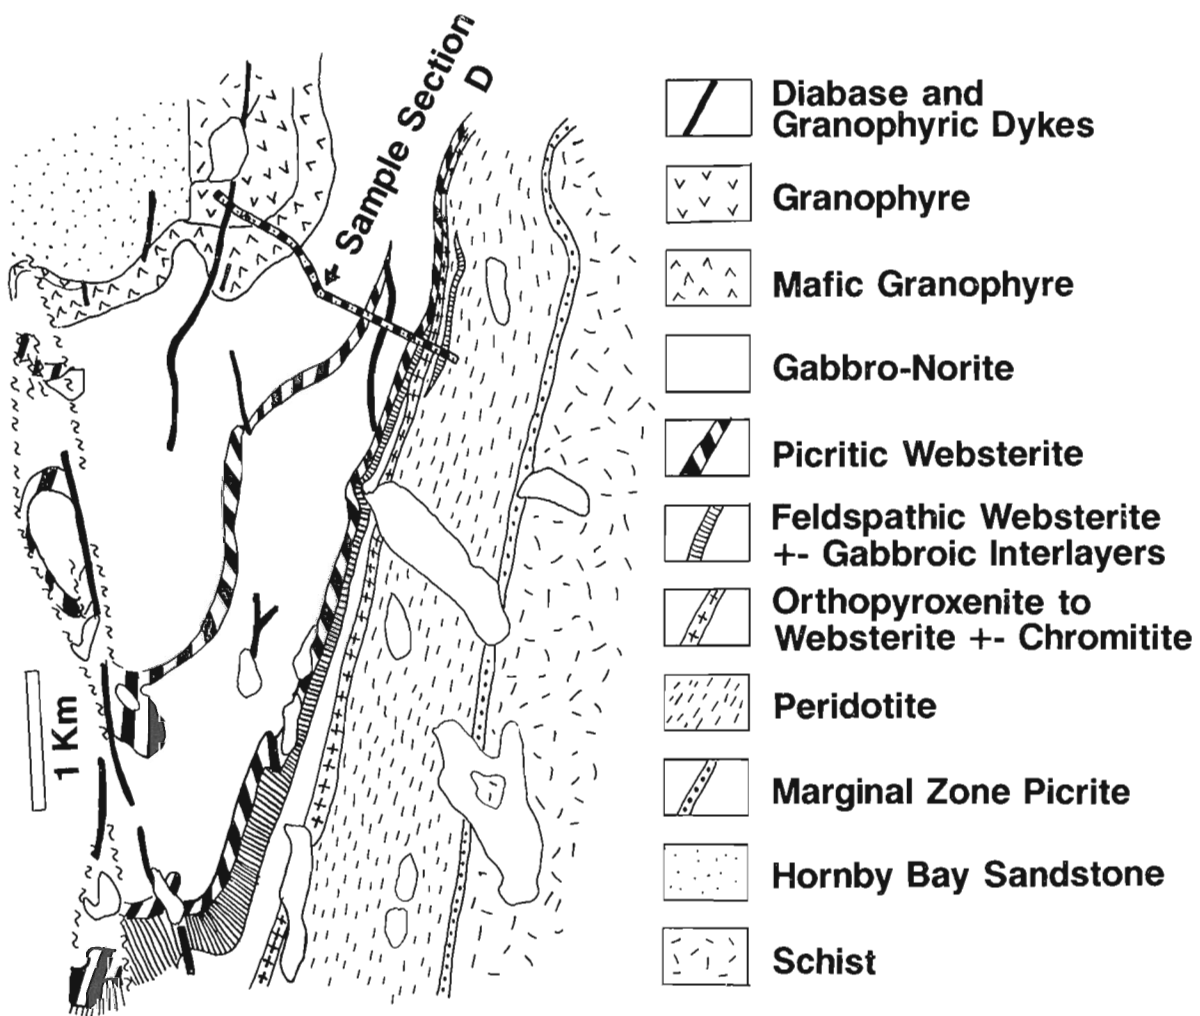 Sample Section
D
1 Km
Diabase and
Granophyric Dykes
Granophyre
Mafic Granophyre
Gabbro-Norite
Picritic Websterite
Feldspathic Websterite
+- Gabbroic Interlayers
Orthopyroxenite to
Websterite +- Chromitite
Peridotite
Marginal Zone Picrite
Hornby Bay Sandstone
Schist